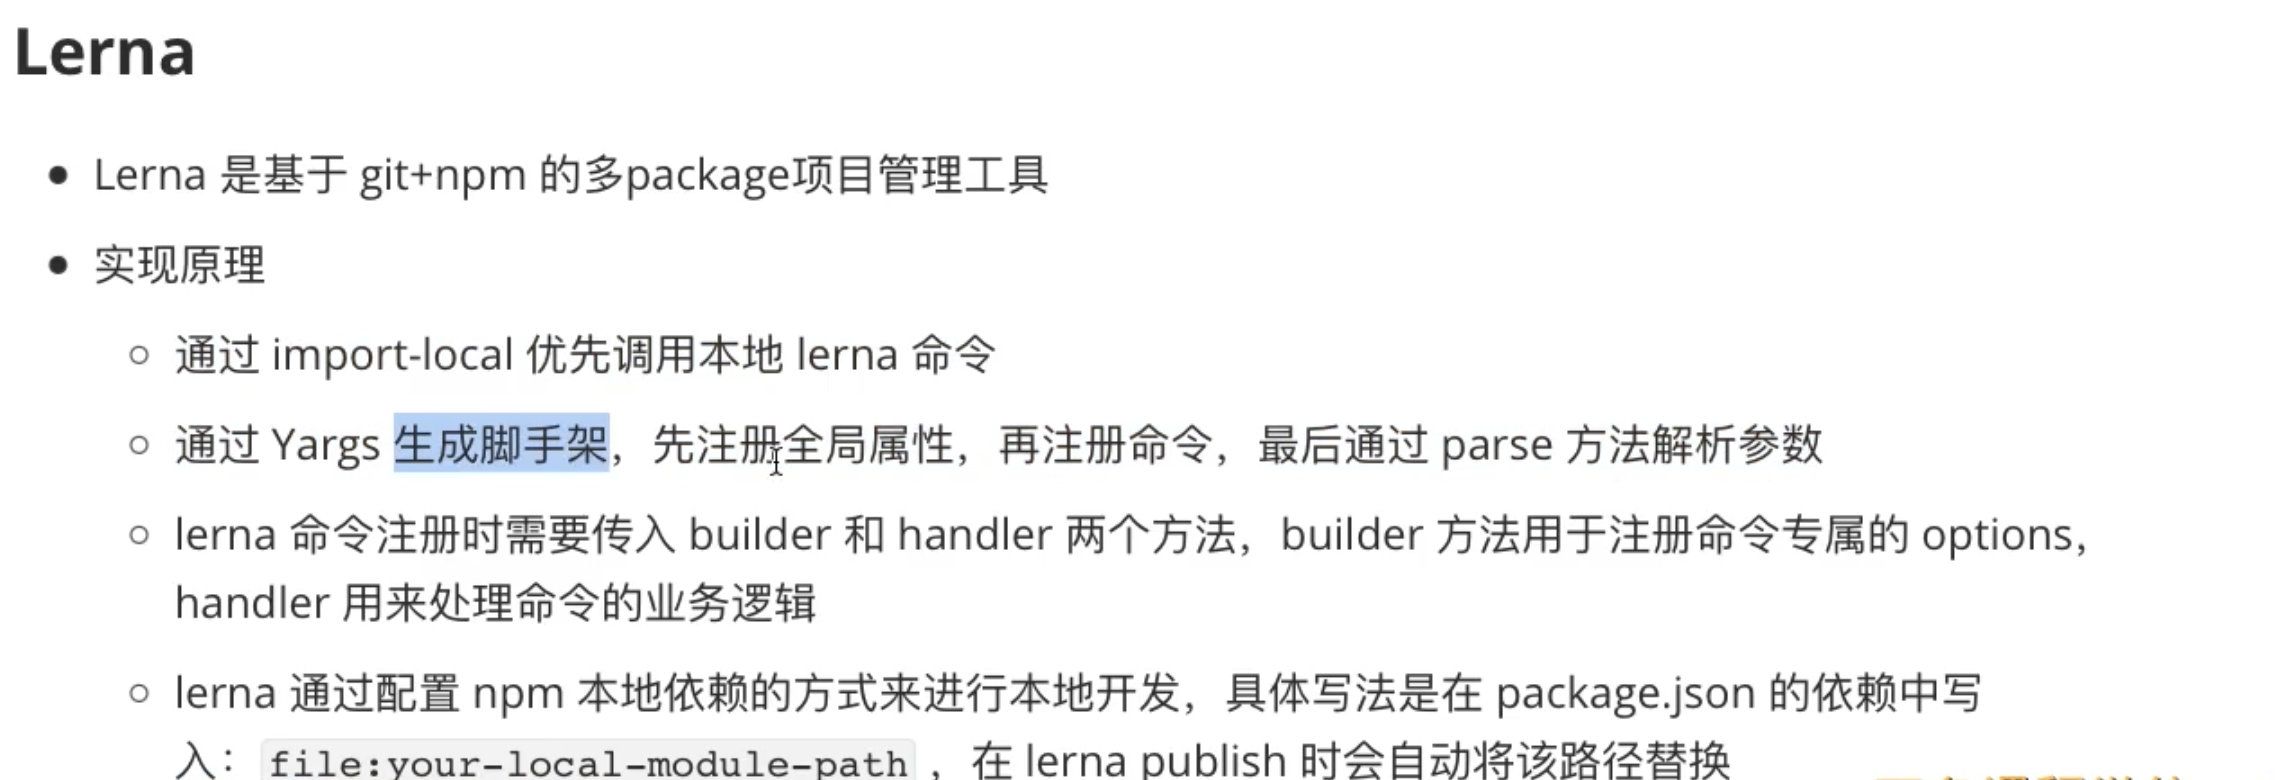 Lerna
Lerna 是基于 git+npm 的多package项目管理工具
实现原理
通过 import-local 优先调用本地 lerna 命令
通过 Yargs 生成脚手架，先注册全局属性，再注册命令，最后通过 parse 方法解析参数
lerna 命令注册时需要传入 builder 和 handler 两个方法，builder 方法用于注册命令专属的 options，
handler 用来处理命令的业务逻辑
lerna 通过配置 npm 本地依赖的方式来进行本地开发，具体写法是在 package.json 的依赖中写
入：file:your-local-module-path ，在 lerna publish 时会自动将该路径替换